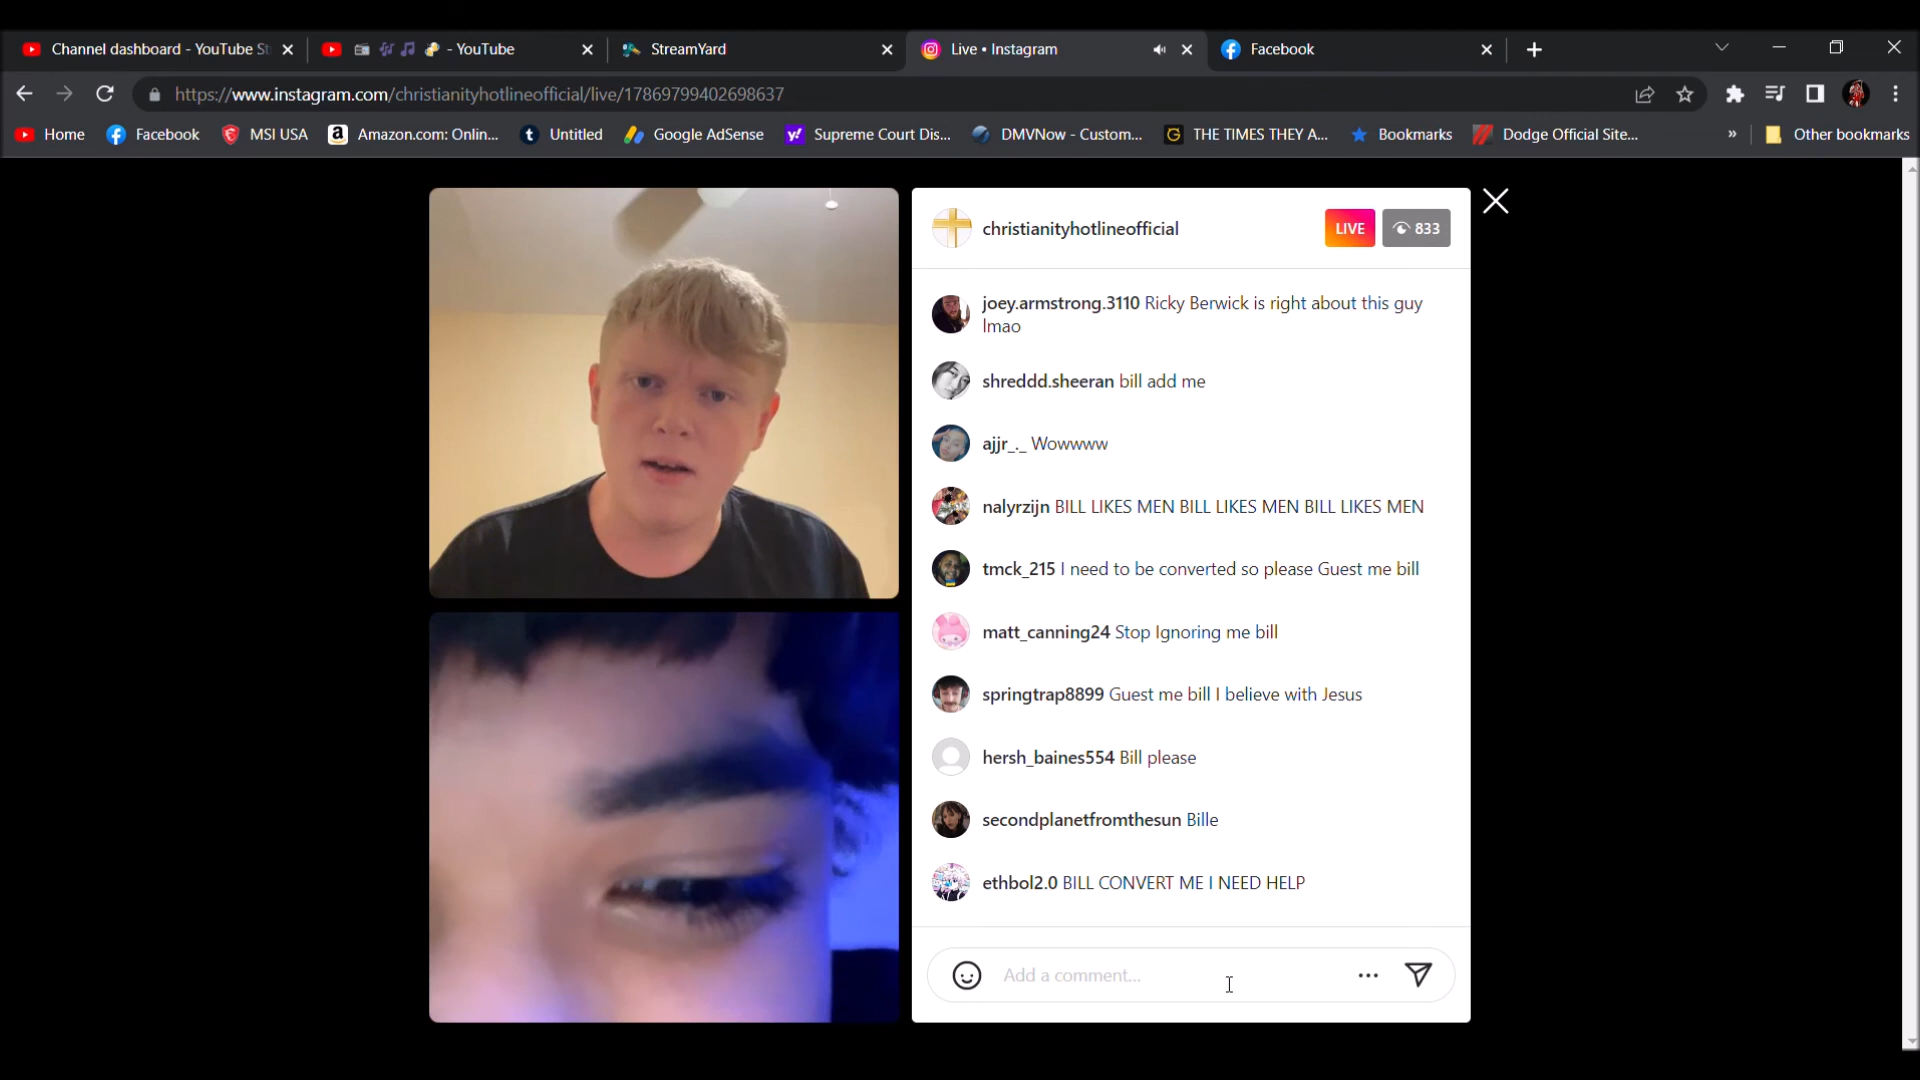 Channel dashboard - YouTube St
- YouTube
StreamYard
Live • Instagram
Facebook
https://www.instagram.com/christianityhotlineofficial/live/17869799402698637
Home
Facebook
MSI USA
Amazon.com: Onlin...
Untitled
Google AdSense
Supreme Court Dis...
DMVNow - Custom...
THE TIMES THEY A...
Bookmarks
Dodge Official Site...
»
Other bookmarks
christianityhotlineofficial
LIVE
833
joey.armstrong.3110 Ricky Berwick is right about this guy
lmao
shreddd.sheeran bill add me
ajjr_._ Wowwww
nalyrzijn BILL LIKES MEN BILL LIKES MEN BILL LIKES MEN
tmck_215 I need to be converted so please Guest me bill
matt_canning24 Stop Ignoring me bill
springtrap8899 Guest me bill I believe with Jesus
hersh_baines554 Bill please
secondplanetfromthesun Bille
ethbol2.0 BILL CONVERT ME I NEED HELP
Add a comment...